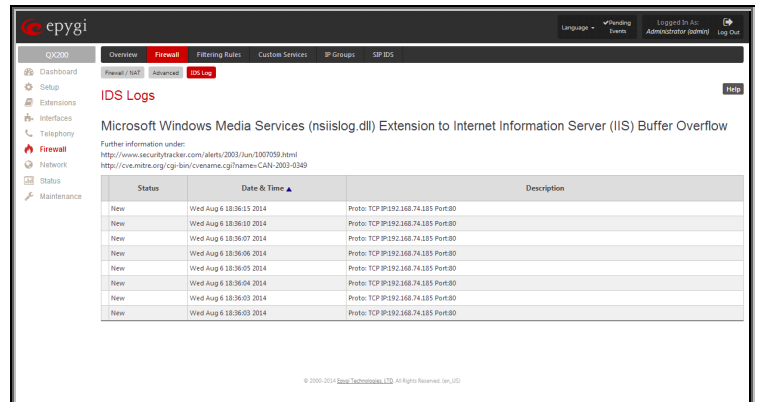 epygi
Language
Pending Events
Logged In As:
Administrator (admin)
Log Out
QX200
Overview Firewall Filtering Rules Custom Services IP Groups SIP IDS
Dashboard
Setup
Extensions
Interfaces
Telephony
Firewall
Network
Status
Maintenance
Firewall / NAT Advanced IDS Log
IDS Logs
Help
Microsoft Windows Media Services (nsiislog.dll) Extension to Internet Information Server (IIS) Buffer Overflow
Further information under:
http://www.securitytracker.com/alerts/2003/Jun/1007059.html
http://cve.mitre.org/cgi-bin/cvename.cgi?name=CAN-2003-0349
Status Date & Time Description
New Wed Aug 6 18:36:15 2014 Proto: TCP IP:192.168.74.185 Port:80
New Wed Aug 6 18:36:10 2014 Proto: TCP IP:192.168.74.185 Port:80
New Wed Aug 6 18:36:07 2014 Proto: TCP IP:192.168.74.185 Port:80
New Wed Aug 6 18:36:06 2014 Proto: TCP IP:192.168.74.185 Port:80
New Wed Aug 6 18:36:05 2014 Proto: TCP IP:192.168.74.185 Port:80
New Wed Aug 6 18:36:04 2014 Proto: TCP IP:192.168.74.185 Port:80
New Wed Aug 6 18:36:03 2014 Proto: TCP IP:192.168.74.185 Port:80
New Wed Aug 6 18:36:03 2014 Proto: TCP IP:192.168.74.185 Port:80
© 2000-2014 Epygi Technologies, LTD. All Rights Reserved. (en_US)